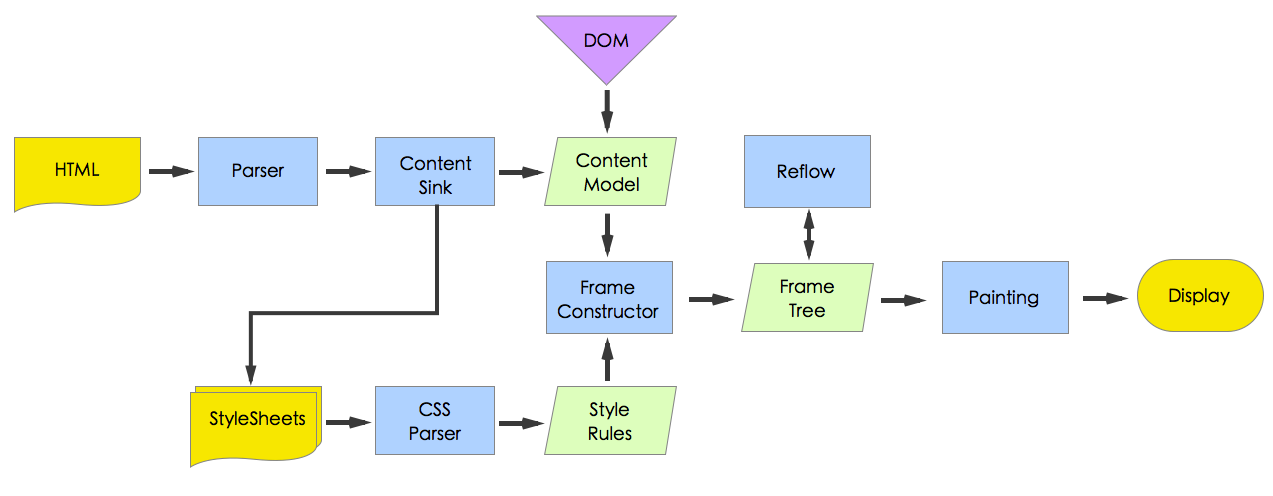 DOM
HTML
Parser
Content
Sink
Content
Model
Reflow
Frame
Constructor
Frame
Tree
Painting
Display
StyleSheets
CSS
Parser
Style
Rules